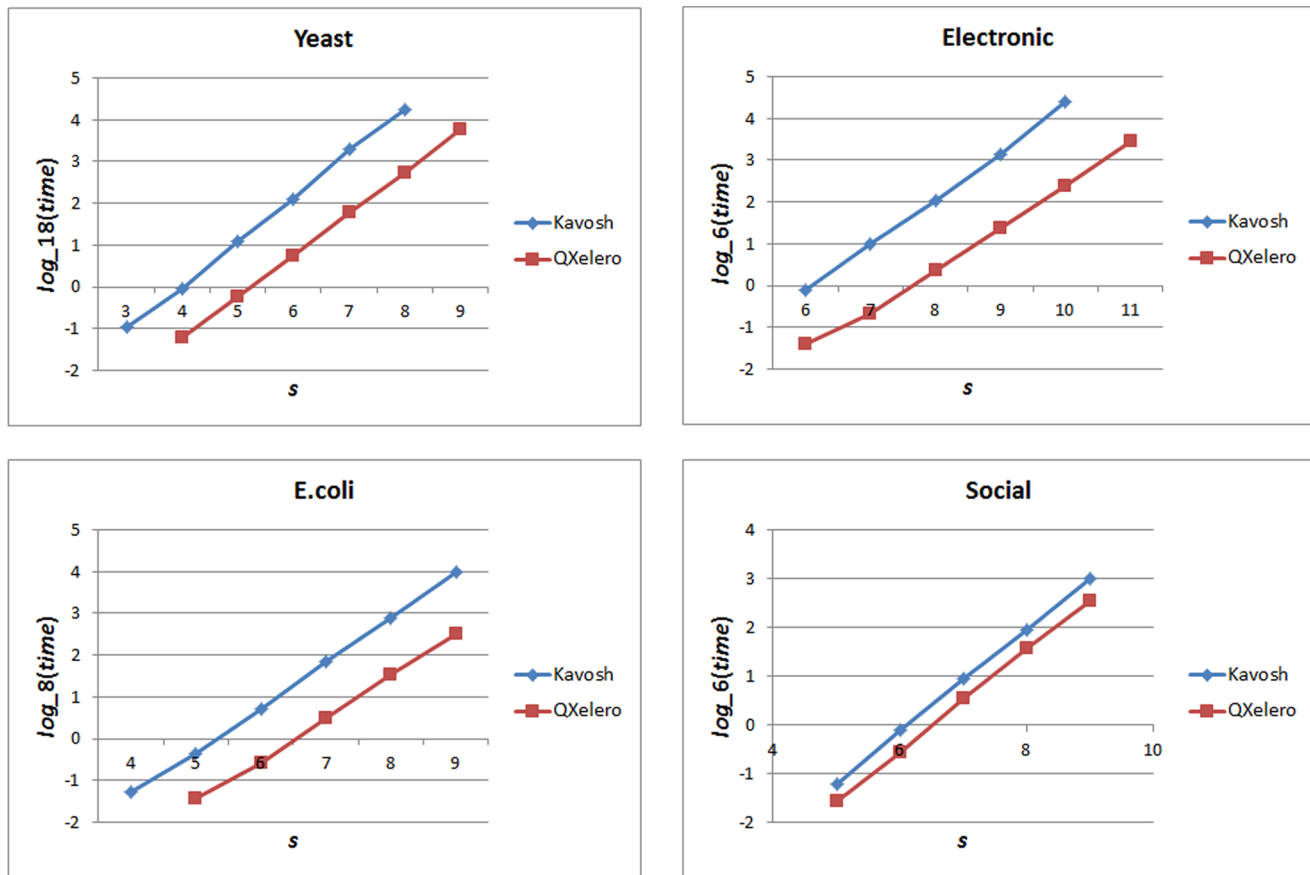 Yeast
5
4
3
2
1
0
-1
-2
3 4 5 6 7 8 9
log_18(time)
s
Kavosh
QXelero
Electronic
5
4
3
2
1
0
-1
-2
6 7 8 9 10 11
log_6(time)
s
Kavosh
QXelero
E.coli
5
4
3
2
1
0
-1
-2
4 5 6 7 8 9
log_8(time)
s
Kavosh
QXelero
Social
4
3
2
1
0
-1
-2
4 6 8 10
log_6(time)
s
Kavosh
QXelero